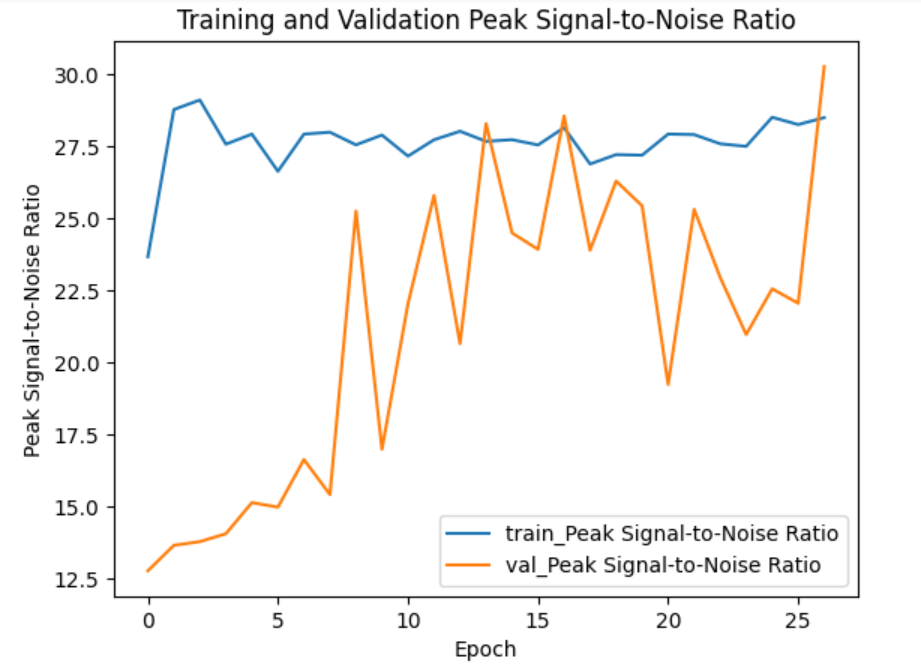 Training and Validation Peak Signal-to-Noise Ratio
Peak Signal-to-Noise Ratio
30.0
27.5
25.0
22.5
20.0
17.5
15.0
12.5
train_Peak Signal-to-Noise Ratio
val_Peak Signal-to-Noise Ratio
0 5 10 15 20 25
Epoch